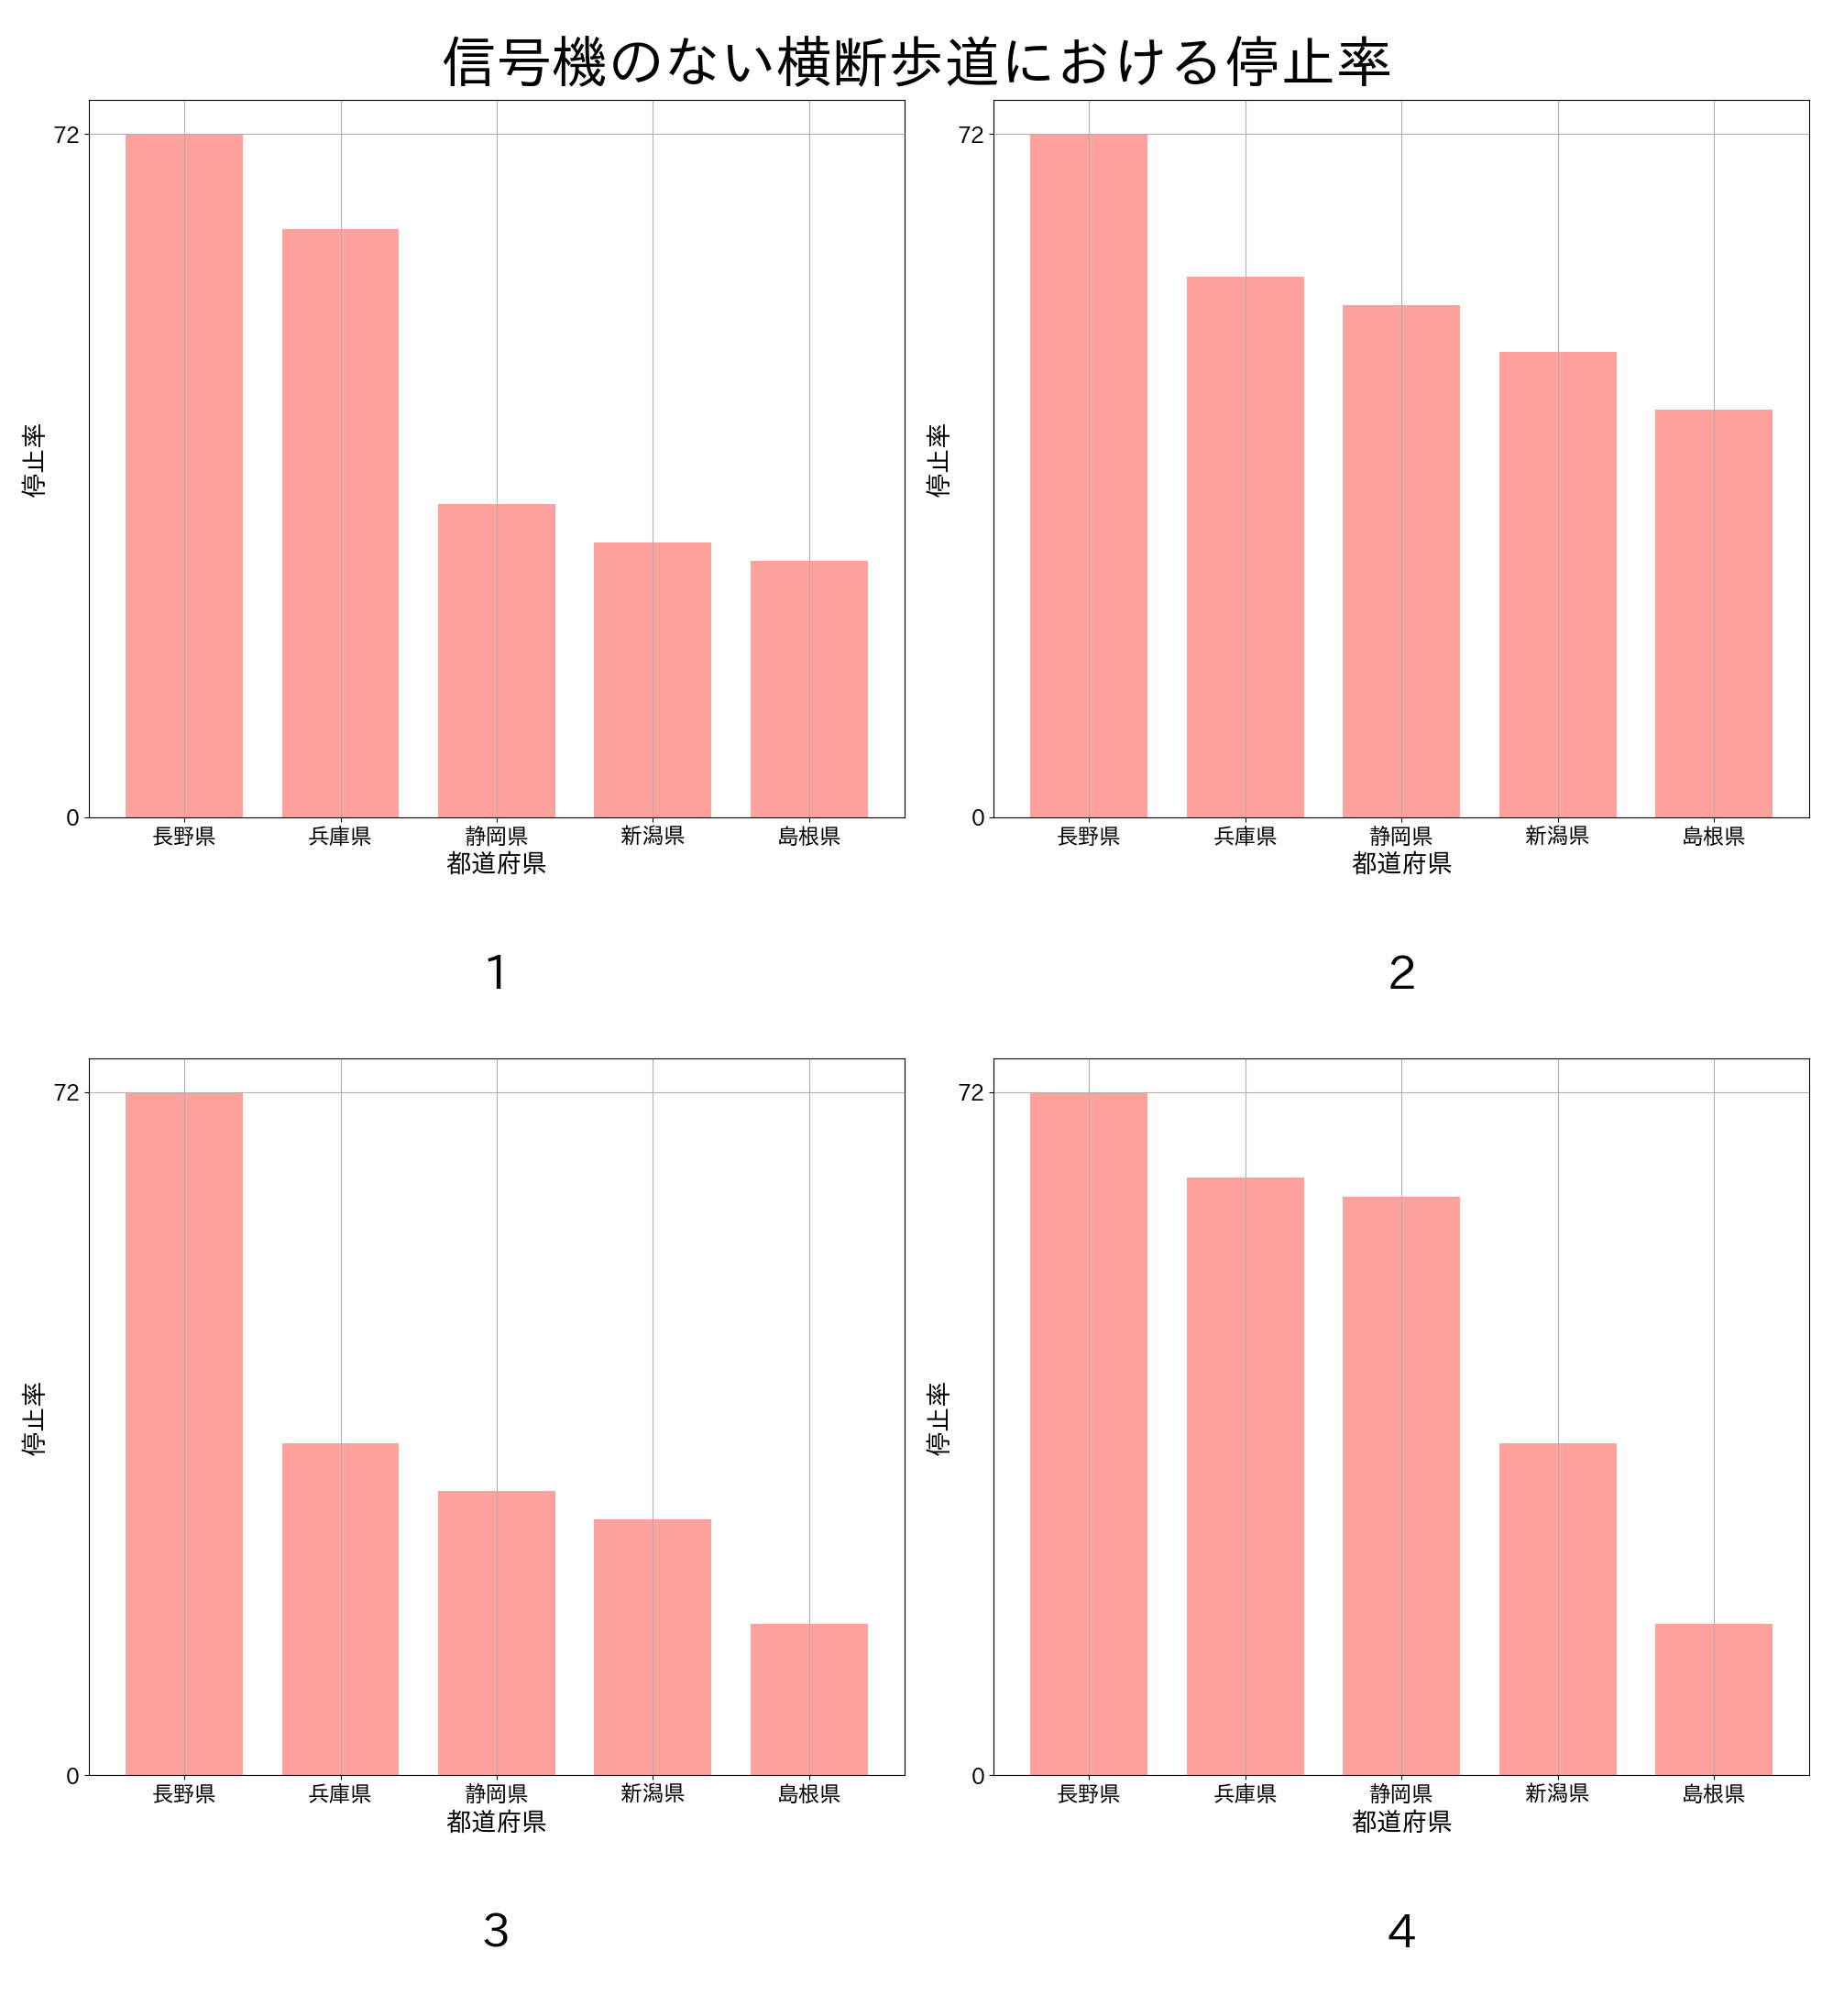 信号機のない横断歩道における停止率
72
停止率
0
長野県 兵庫県 静岡県 新潟県 島根県
都道府県
1
72
停止率
0
長野県 兵庫県 静岡県 新潟県 島根県
都道府県
2
72
停止率
0
長野県 兵庫県 静岡県 新潟県 島根県
都道府県
3
72
停止率
0
長野県 兵庫県 静岡県 新潟県 島根県
都道府県
4